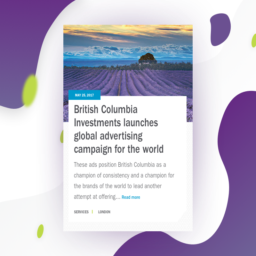 MAY 23, 2017
British Columbia
Investments launches
global advertising
campaign for the world
These ads position British Columbia as a
champion of consistency and a champion for
the brands of the world to lead another
attempt at offering... Read more
SERVICES | LONDON